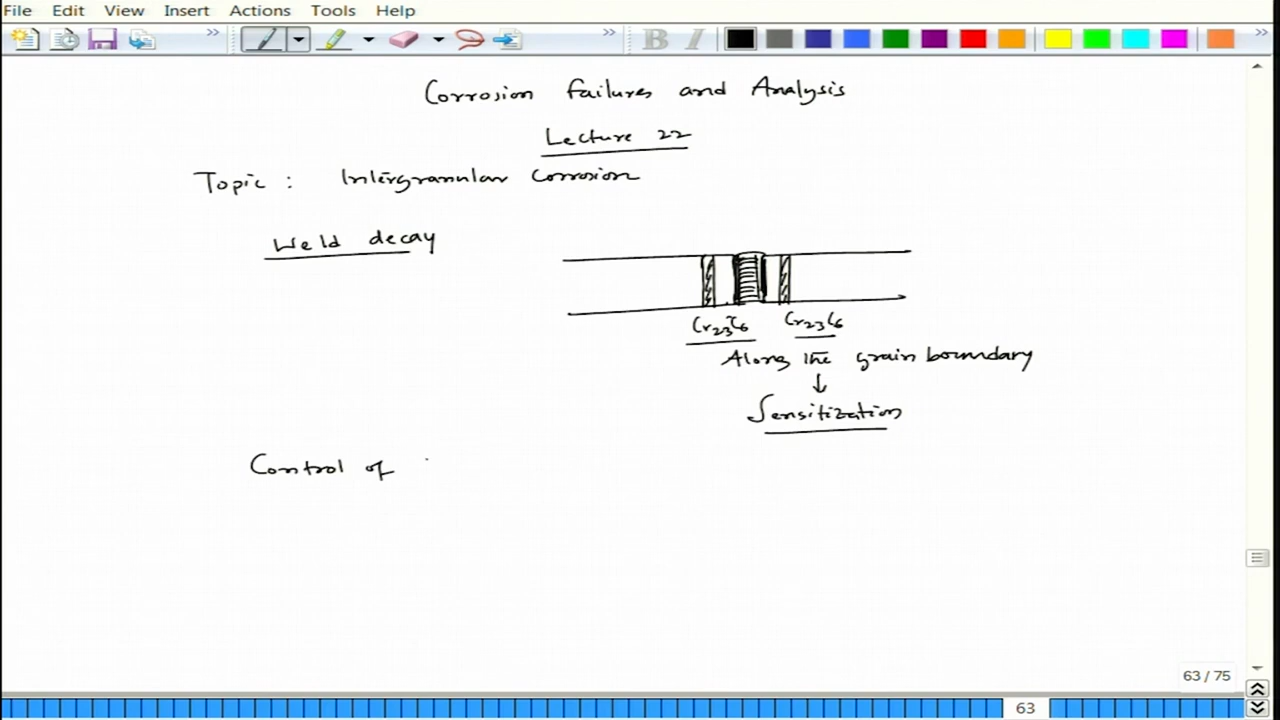 File Edit View Insert Actions Tools Help
B I
Corrosion Failures and Analysis
Lecture 22
Topic : Intergranular Corrosion
Weld decay
Cr23C6 Cr23C6
Along the grain boundary
↓
Sensitization
Control of
63 / 75
63